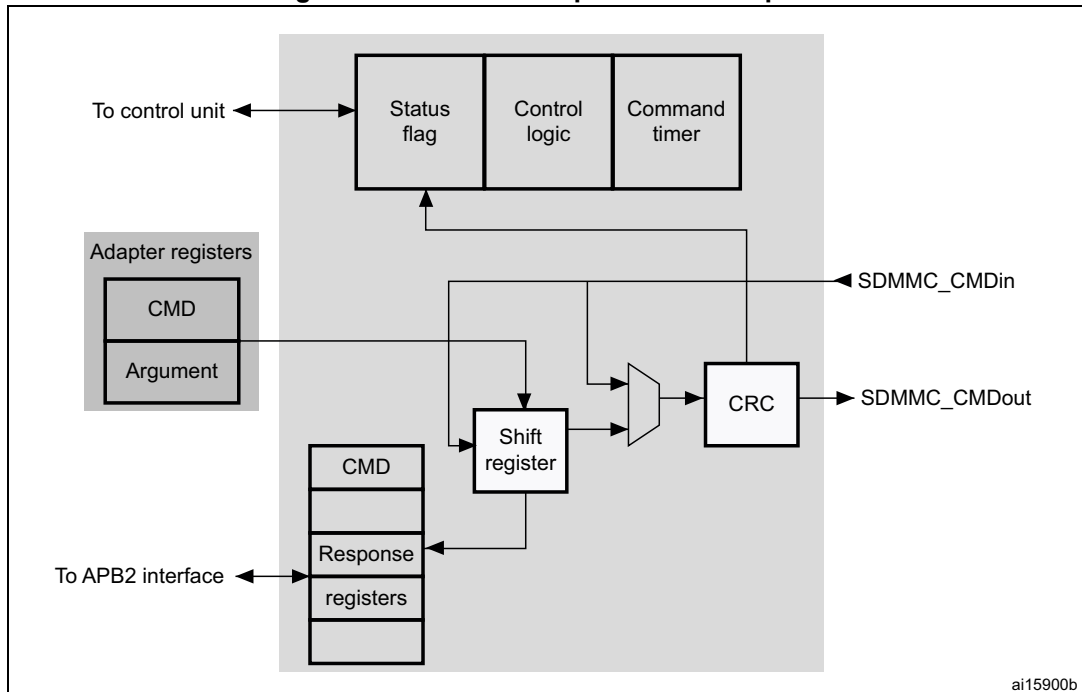 To control unit
Status
flag
Control
logic
Command
timer
Adapter registers
CMD
Argument
SDMMC_CMDin
SDMMC_CMDout
CRC
Shift
register
CMD
Response
registers
To APB2 interface
ai15900b